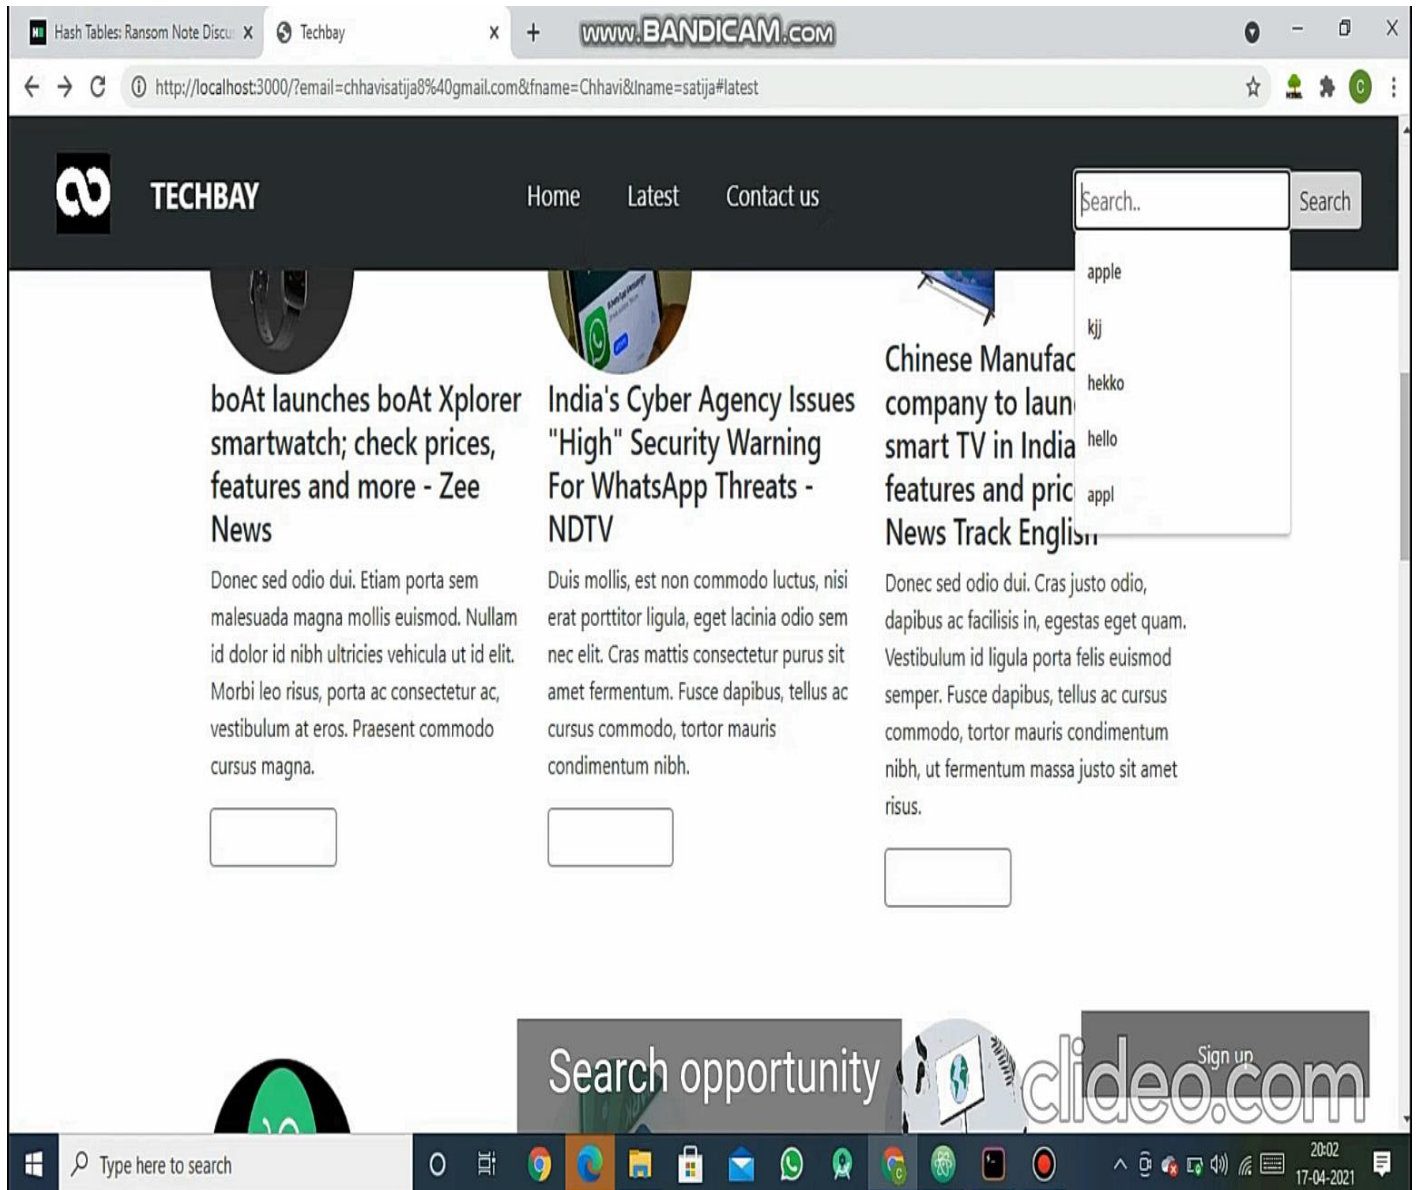 Hash Tables: Ransom Note Discu
Techbay
www.BANDICAM.com
http://localhost:3000/?email=chhavisatija8%40gmail.com&fname=Chhavi&lname=satija#latest
C
TECHBAY
Home
Latest
Contact us
Search..
Search
apple
kjj
hekko
hello
appl
boAt launches boAt Xplorer
smartwatch; check prices,
features and more - Zee
News
Donec sed odio dui. Etiam porta sem
malesuada magna mollis euismod. Nullam
id dolor id nibh ultricies vehicula ut id elit.
Morbi leo risus, porta ac consectetur ac,
vestibulum at eros. Praesent commodo
cursus magna.
India's Cyber Agency Issues
"High" Security Warning
For WhatsApp Threats -
NDTV
Duis mollis, est non commodo luctus, nisi
erat porttitor ligula, eget lacinia odio sem
nec elit. Cras mattis consectetur purus sit
amet fermentum. Fusce dapibus, tellus ac
cursus commodo, tortor mauris
condimentum nibh.
Chinese Manufac
company to laun
smart TV in India
features and pric
News Track English
Donec sed odio dui. Cras justo odio,
dapibus ac facilisis in, egestas eget quam.
Vestibulum id ligula porta felis euismod
semper. Fusce dapibus, tellus ac cursus
commodo, tortor mauris condimentum
nibh, ut fermentum massa justo sit amet
risus.
Search opportunity
Sign up
clideo.com
Type here to search
20:02
17-04-2021